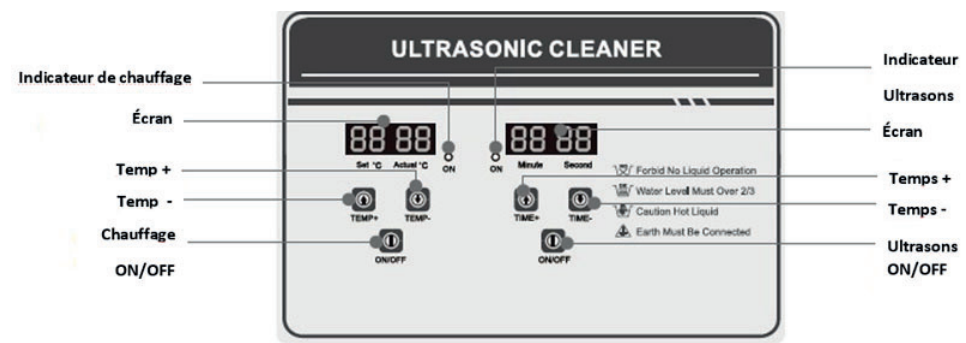 ULTRASONIC CLEANER
Indicateur de chauffage
Écran
Temp +
Temp -
Chauffage
ON/OFF
88 88
Set °C Actual °C
ON
TEMP+ TEMP-
ON/OFF
ON
88 88
Minute Second
TIME+ TIME-
ON/OFF
Forbid No Liquid Operation
Water Level Must Over 2/3
Caution Hot Liquid
Earth Must Be Connected
Indicateur
Ultrasons
Écran
Temps +
Temps -
Ultrasons
ON/OFF